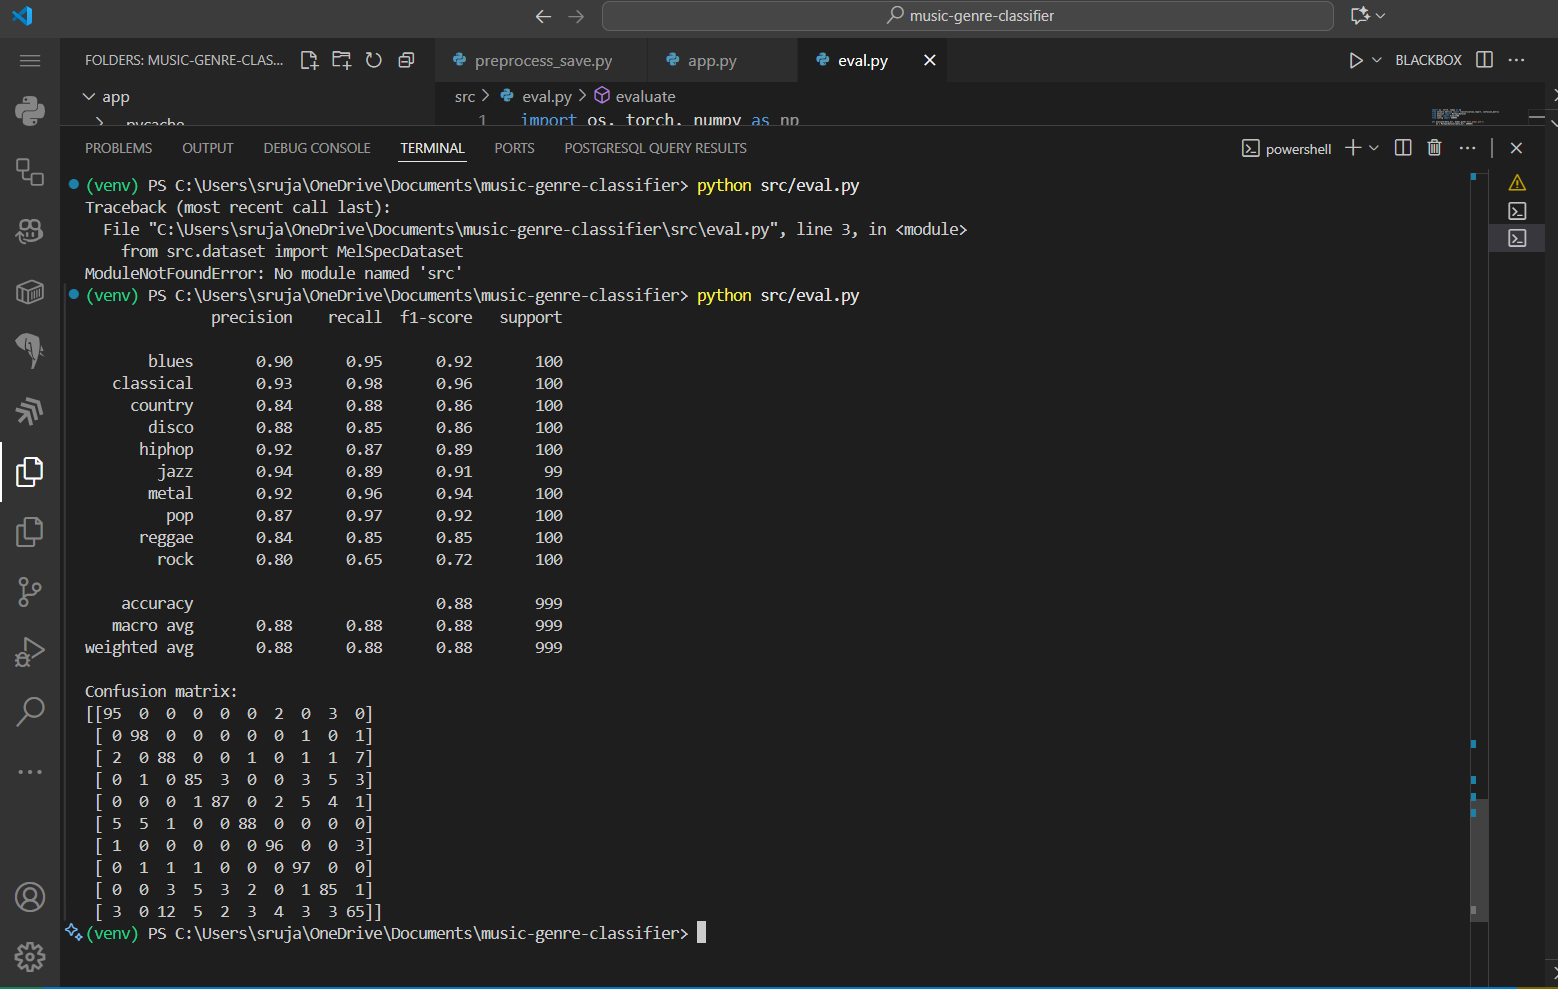 music-genre-classifier
FOLDERS: MUSIC-GENRE-CLAS...
preprocess_save.py
app.py
eval.py
BLACKBOX
app
src > eval.py > evaluate
pycache
1 import os, torch, numpy as np
PROBLEMS OUTPUT DEBUG CONSOLE TERMINAL PORTS POSTGRESQL QUERY RESULTS
powershell
(venv) PS C:\Users\sruja\OneDrive\Documents\music-genre-classifier> python src/eval.py
Traceback (most recent call last):
  File "C:\Users\sruja\OneDrive\Documents\music-genre-classifier\src\eval.py", line 3, in <module>
    from src.dataset import MelSpecDataset
ModuleNotFoundError: No module named 'src'
(venv) PS C:\Users\sruja\OneDrive\Documents\music-genre-classifier> python src/eval.py
              precision    recall  f1-score   support
       blues       0.90      0.95      0.92       100
   classical       0.93      0.98      0.96       100
     country       0.84      0.88      0.86       100
       disco       0.88      0.85      0.86       100
      hiphop       0.92      0.87      0.89       100
        jazz       0.94      0.89      0.91        99
       metal       0.92      0.96      0.94       100
         pop       0.87      0.97      0.92       100
      reggae       0.84      0.85      0.85       100
        rock       0.80      0.65      0.72       100
    accuracy                           0.88       999
   macro avg       0.88      0.88      0.88       999
weighted avg       0.88      0.88      0.88       999
Confusion matrix:
[[95  0  0  0  0  0  2  0  3  0]
 [ 0 98  0  0  0  0  0  1  0  1]
 [ 2  0 88  0  0  1  0  1  1  7]
 [ 0  1  0 85  3  0  0  3  5  3]
 [ 0  0  0  1 87  0  2  5  4  1]
 [ 5  5  1  0  0 88  0  0  0  0]
 [ 1  0  0  0  0  0 96  0  0  3]
 [ 0  1  1  1  0  0  0 97  0  0]
 [ 0  0  3  5  3  2  0  1 85  1]
 [ 3  0 12  5  2  3  4  3  3 65]]
(venv) PS C:\Users\sruja\OneDrive\Documents\music-genre-classifier>